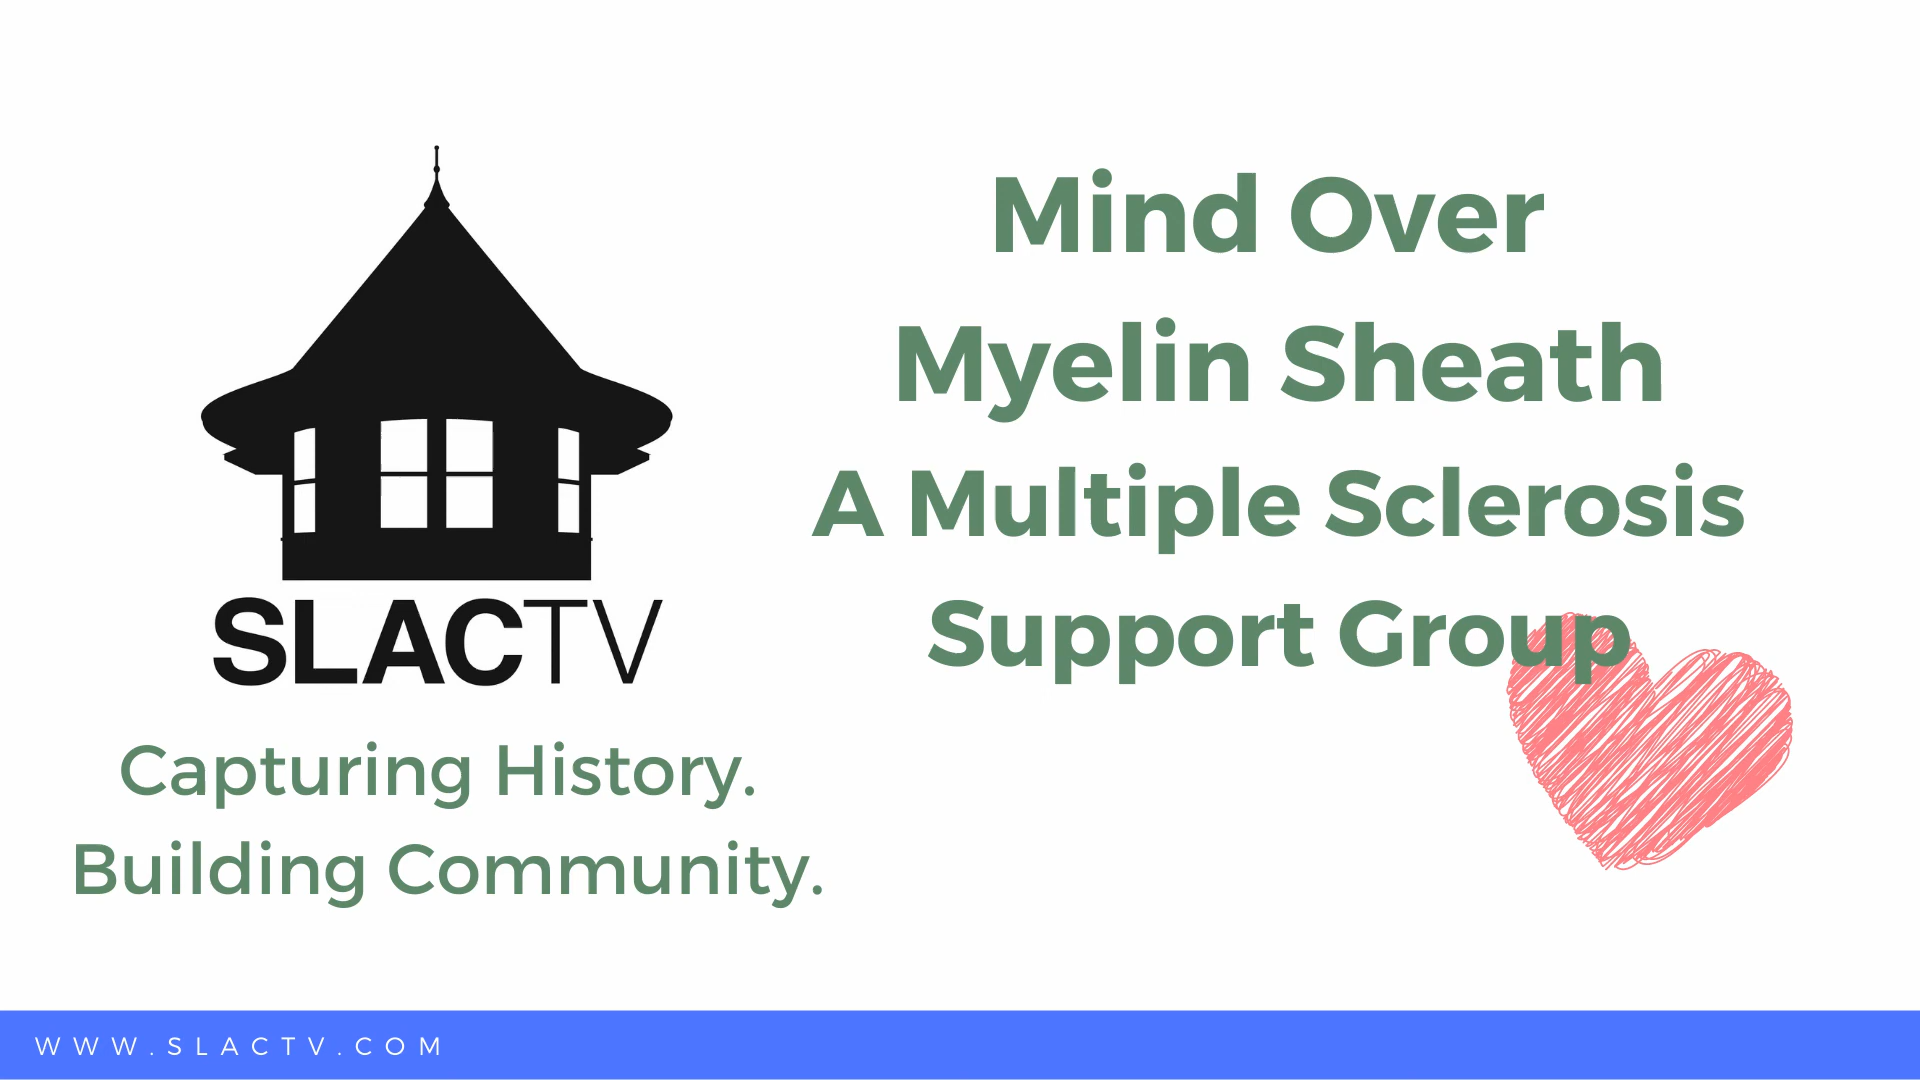 SLACTV
Capturing History.
Building Community.
Mind Over
Myelin Sheath
A Multiple Sclerosis
Support Group
WWW.SLACTV.COM